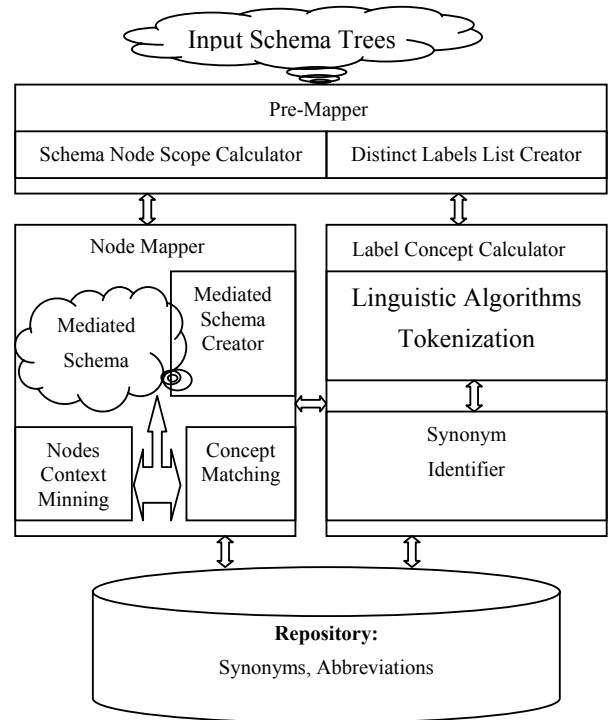 Input Schema Trees
Pre-Mapper
Schema Node Scope Calculator
Distinct Labels List Creator
Node Mapper
Mediated
Schema
Creator
Mediated
Schema
Nodes
Context
Minning
Concept
Matching
Label Concept Calculator
Linguistic Algorithms
Tokenization
Synonym
Identifier
Repository:
Synonyms, Abbreviations